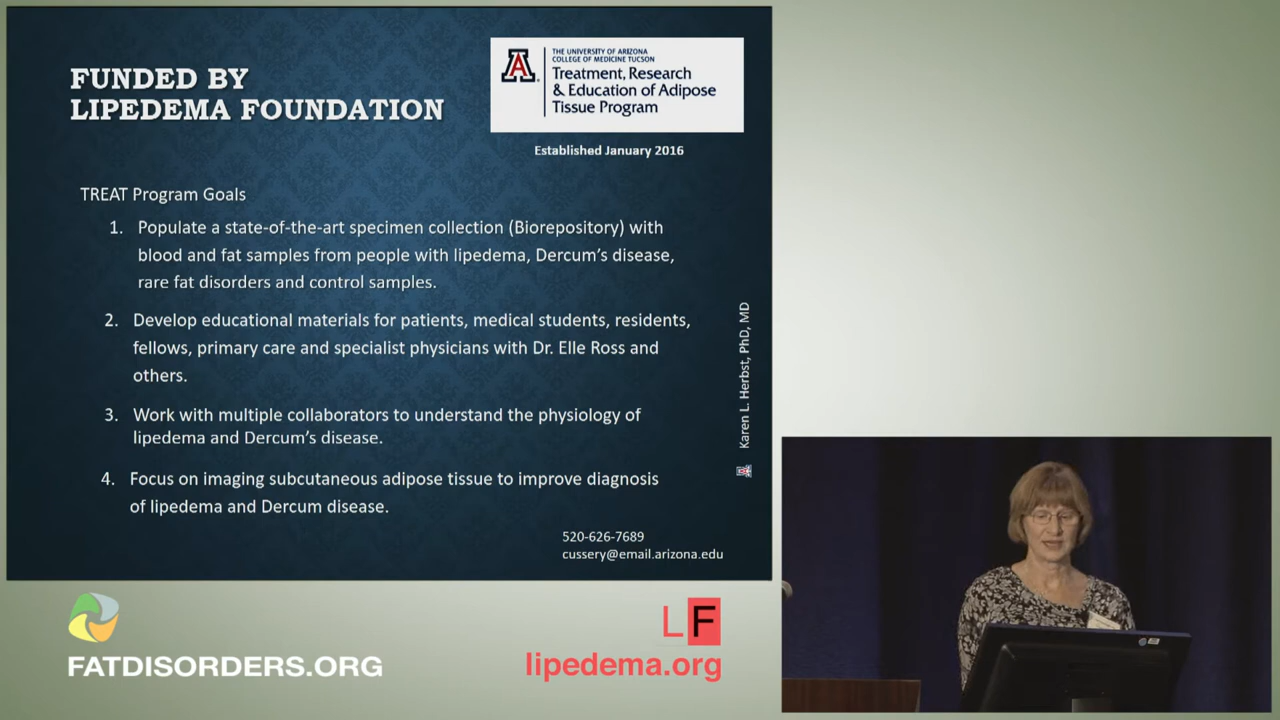 FUNDED BY
LIPEDEMA FOUNDATION
A
THE UNIVERSITY OF ARIZONA
COLLEGE OF MEDICINE TUCSON
Treatment, Research
& Education of Adipose
Tissue Program
Established January 2016
TREAT Program Goals
1. Populate a state-of-the-art specimen collection (Biorepository) with
blood and fat samples from people with lipedema, Dercum's disease,
rare fat disorders and control samples.
2. Develop educational materials for patients, medical students, residents,
fellows, primary care and specialist physicians with Dr. Elle Ross and
others.
3. Work with multiple collaborators to understand the physiology of
lipedema and Dercum's disease.
4. Focus on imaging subcutaneous adipose tissue to improve diagnosis
of lipedema and Dercum disease.
Karen L. Herbst, PhD, MD
520-626-7689
cussery@email.arizona.edu
FATDISORDERS.ORG
LF
lipedema.org